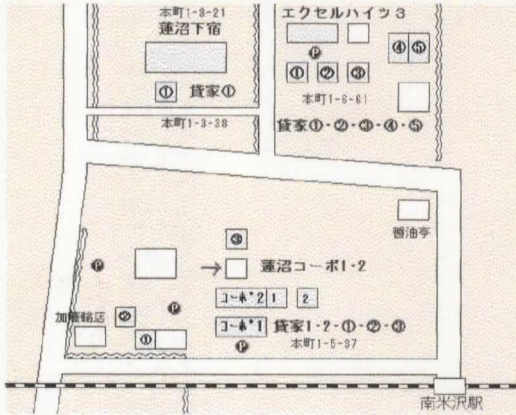 本町1-3-21
蓮沼下宿
① 貸家①
本町1-3-38
エクセルハイツ3
Ⓟ
④ ⑤
① ② ③
本町1-6-61
貸家①・②・③・④・⑤
醤油亭
③
Ⓟ
→ 蓮沼コーポ1・2
コーポ2 1 2
Ⓟ
② 
①
コーポ1 貸家1・2・①・②・③
本町1-5-37
Ⓟ
南米沢駅